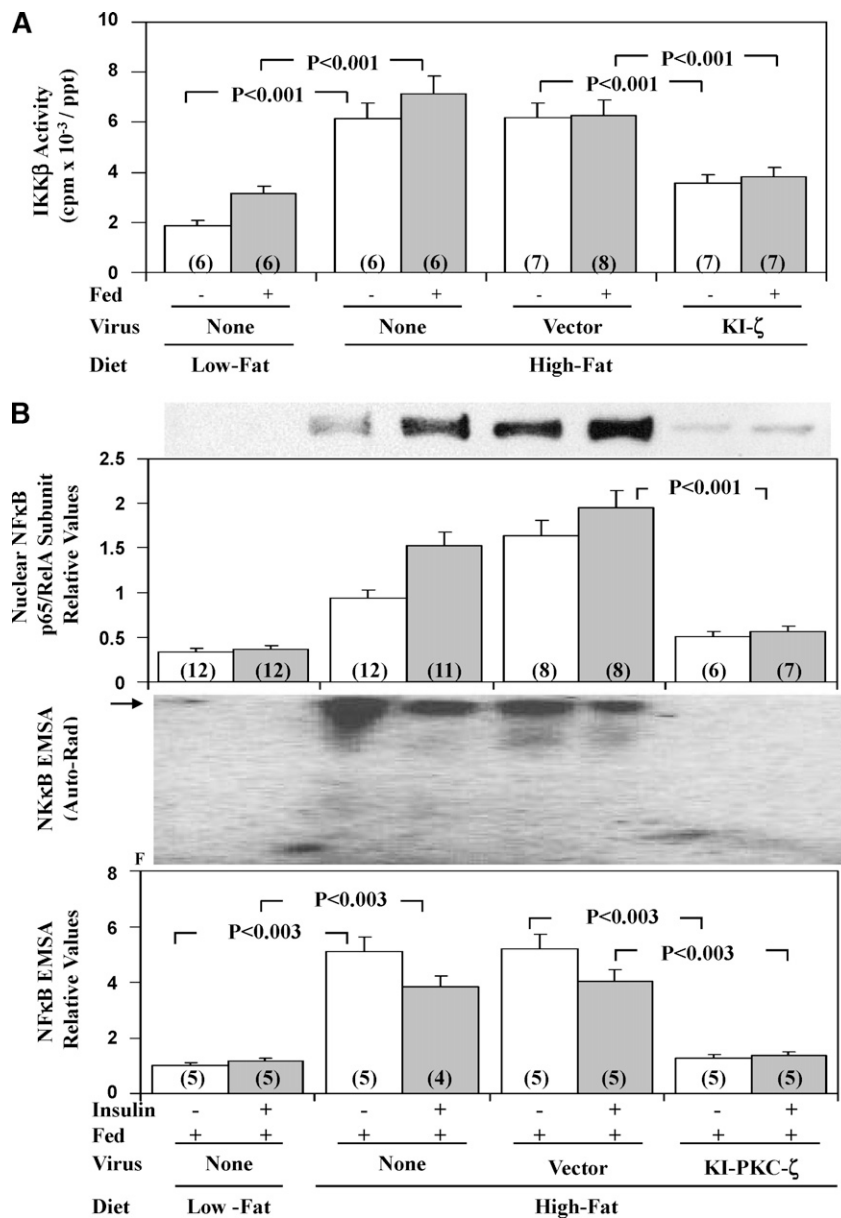 A
IKKβ Activity
(cpm x 10⁻³ / ppt)
10
8
6
4
2
0
P<0.001
P<0.001
P<0.001
P<0.001
(6) (6) (6) (6) (7) (8) (7) (7)
Fed - + - + - + - +
Virus None None Vector KI-ζ
Diet Low-Fat High-Fat
B
Nuclear NFκB
p65/RelA Subunit
Relative Values
2.5
2
1.5
1
0.5
0
P<0.001
(12) (12) (12) (11) (8) (8) (6) (7)
NKκB EMSA
(Auto-Rad)
F
NFκB EMSA
Relative Values
8
6
4
2
0
P<0.003
P<0.003
P<0.003
P<0.003
(5) (5) (5) (4) (5) (5) (5) (5)
Insulin - + - + - + - +
Fed + + + + + + + +
Virus None None Vector KI-PKC-ζ
Diet Low -Fat High-Fat